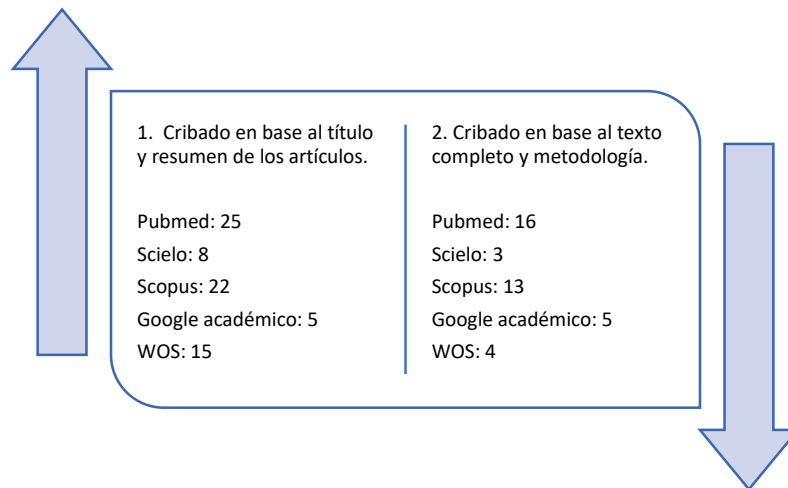 1. Cribado en base al título
y resumen de los artículos.
Pubmed: 25
Scielo: 8
Scopus: 22
Google académico: 5
WOS: 15
2. Cribado en base al texto
completo y metodología.
Pubmed: 16
Scielo: 3
Scopus: 13
Google académico: 5
WOS: 4